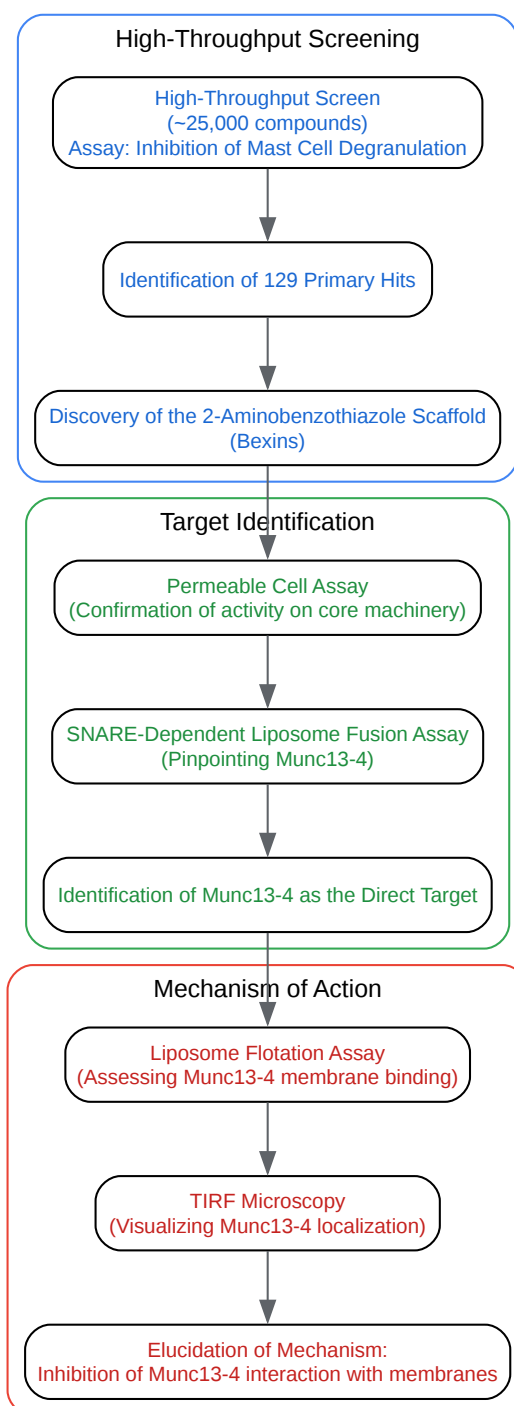 High-Throughput Screening
High-Throughput Screen
(~25,000 compounds)
Assay: Inhibition of Mast Cell Degranulation
Identification of 129 Primary Hits
Discovery of the 2-Aminobenzothiazole Scaffold
(Bexins)
Target Identification
Permeable Cell Assay
(Confirmation of activity on core machinery)
SNARE-Dependent Liposome Fusion Assay
(Pinpointing Munc13-4)
Identification of Munc13-4 as the Direct Target
Mechanism of Action
Liposome Flotation Assay
(Assessing Munc13-4 membrane binding)
TIRF Microscopy
(Visualizing Munc13-4 localization)
Elucidation of Mechanism:
Inhibition of Munc13-4 interaction with membranes